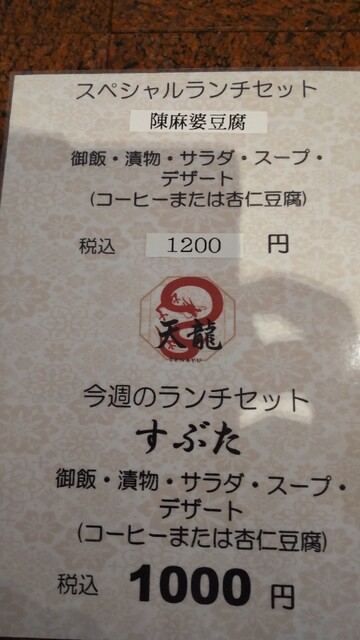 スペシャルランチセット
陳麻婆豆腐
御飯・漬物・サラダ・スープ・
デザート
(コーヒーまたは杏仁豆腐)
税込 1200 円
天龍
今週のランチセット
すぶた
御飯・漬物・サラダ・スープ・
デザート
(コーヒーまたは杏仁豆腐)
税込 1000 円